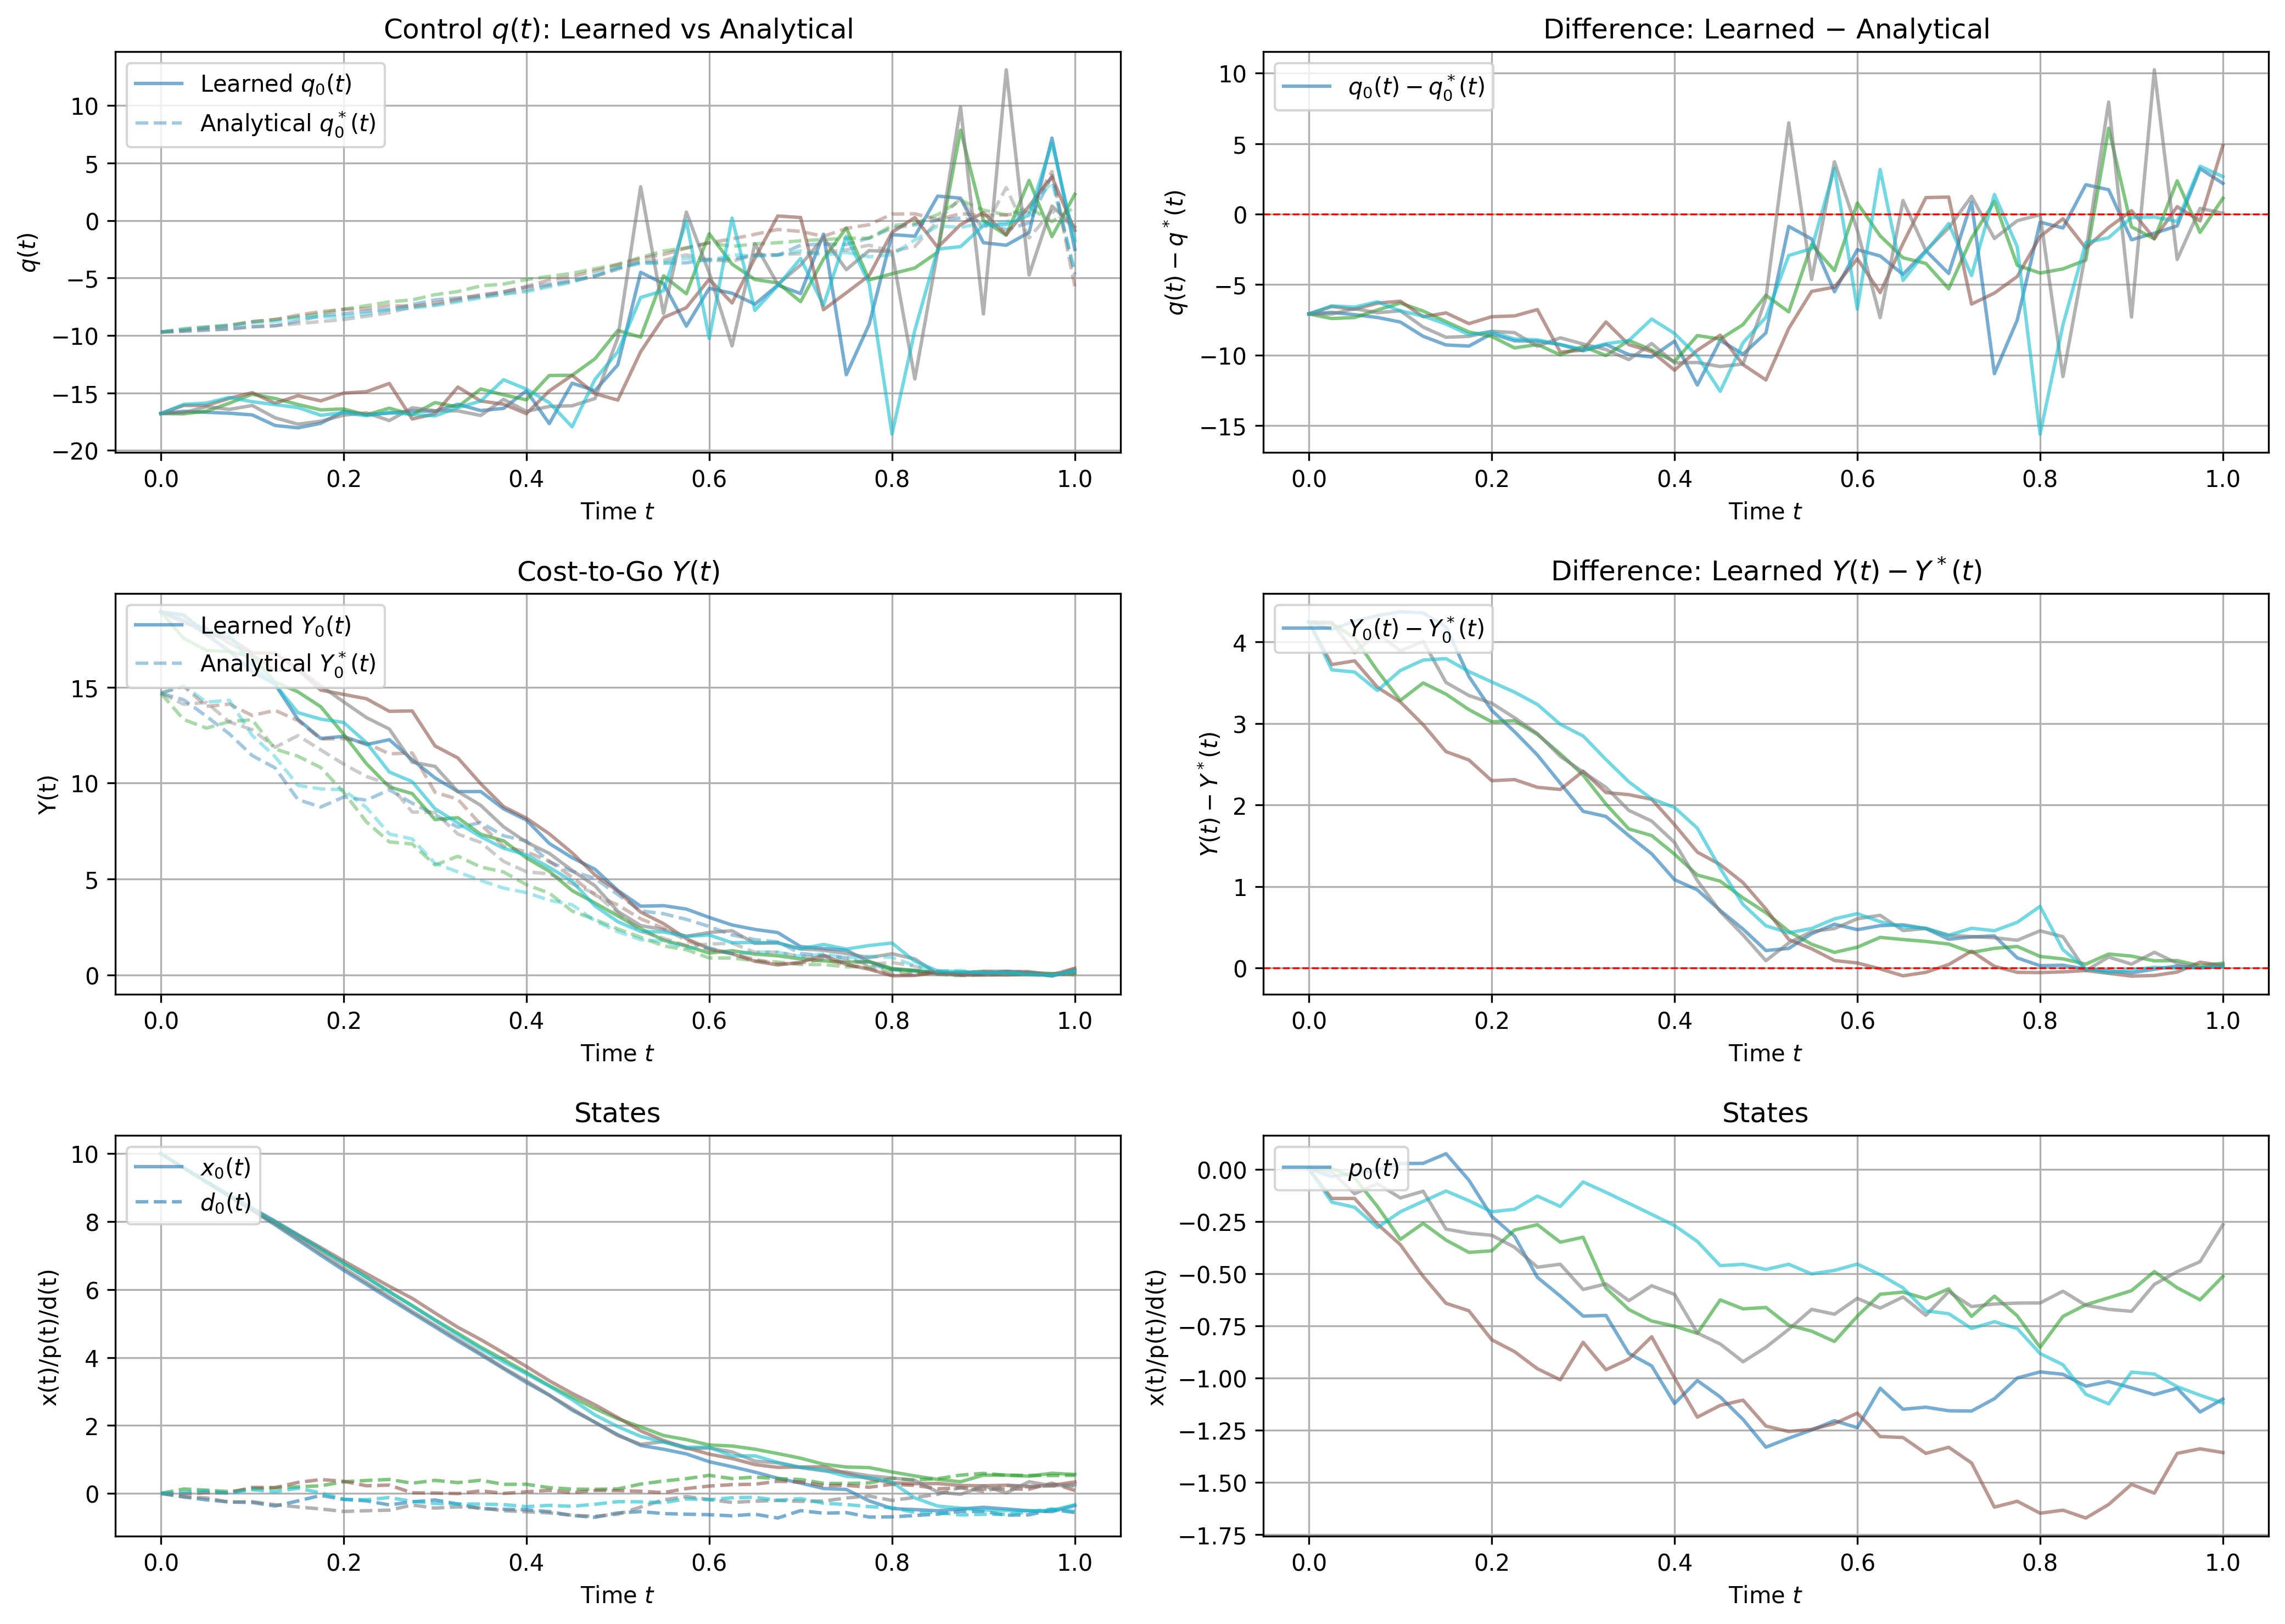 Control q(t): Learned vs Analytical
Learned q₀(t)
Analytical q₀*(t)
q(t)
10
5
0
−5
−10
−15
−20
0.0 0.2 0.4 0.6 0.8 1.0
Time t
Difference: Learned − Analytical
q₀(t) − q₀*(t)
q(t) − q*(t)
10
5
0
−5
−10
−15
0.0 0.2 0.4 0.6 0.8 1.0
Time t
Cost-to-Go Y(t)
Learned Y₀(t)
Analytical Y₀*(t)
Y(t)
15
10
5
0
0.0 0.2 0.4 0.6 0.8 1.0
Time t
Difference: Learned Y(t) − Y*(t)
Y₀(t) − Y₀*(t)
Y(t) − Y*(t)
4
3
2
1
0
0.0 0.2 0.4 0.6 0.8 1.0
Time t
States
x₀(t)
d₀(t)
x(t)/p(t)/d(t)
10
8
6
4
2
0
0.0 0.2 0.4 0.6 0.8 1.0
Time t
States
p₀(t)
x(t)/p(t)/d(t)
0.00
−0.25
−0.50
−0.75
−1.00
−1.25
−1.50
−1.75
0.0 0.2 0.4 0.6 0.8 1.0
Time t